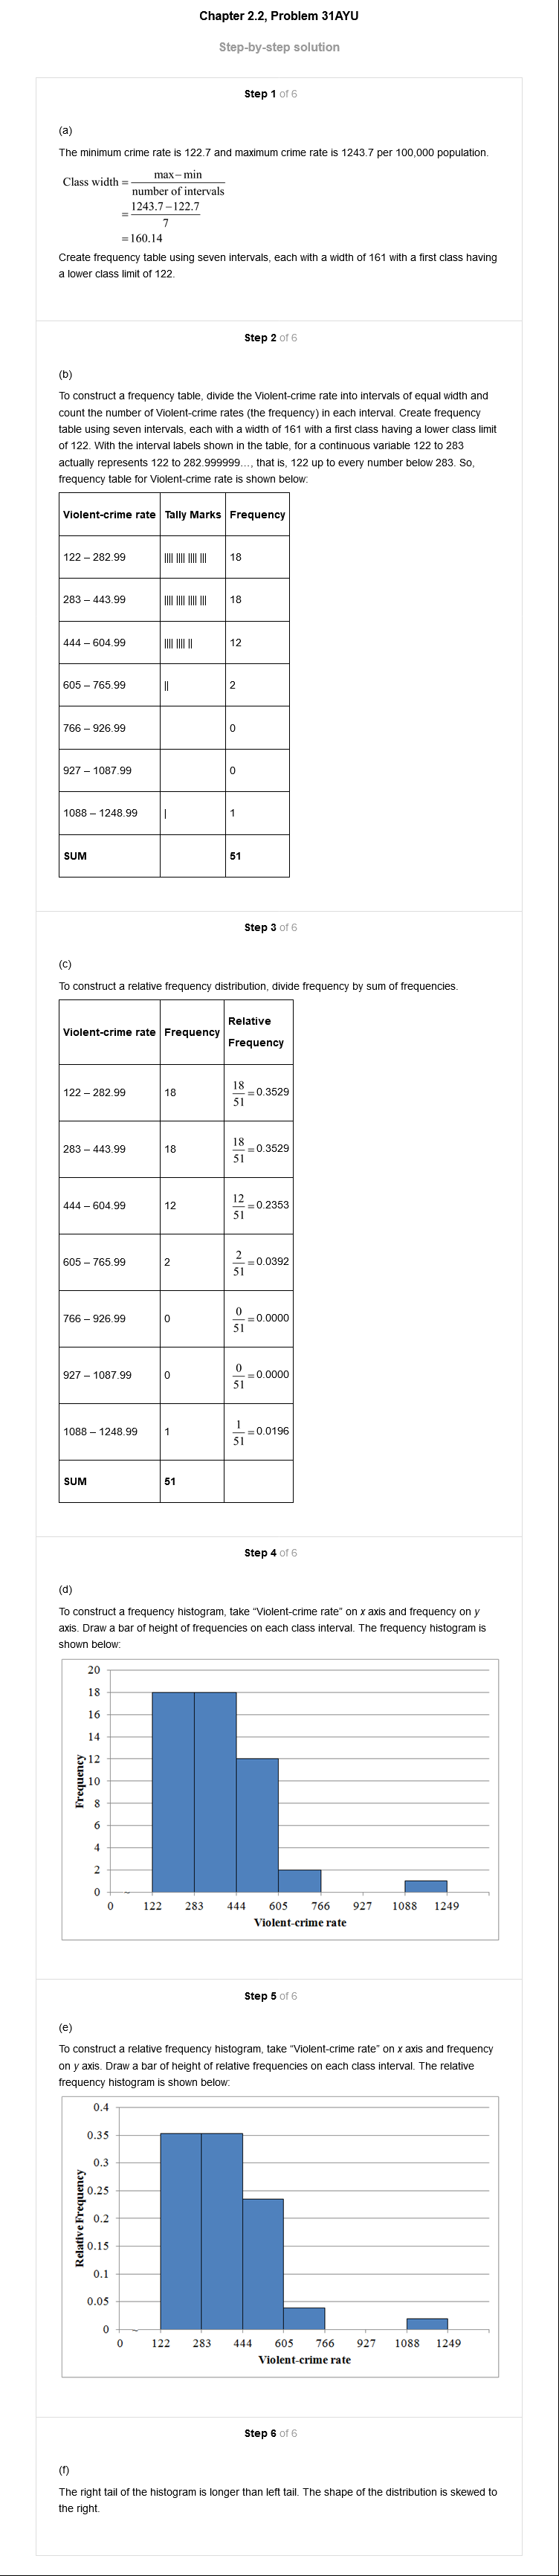 Chapter 2.2, Problem 31AYU
Step-by-step solution
Step 1 of 6
(a)
The minimum crime rate is 122.7 and maximum crime rate is 1243.7 per 100,000 population.
Class width = max − min / number of intervals
= 1243.7 − 122.7 / 7
= 160.14
Create frequency table using seven intervals, each with a width of 161 with a first class having
a lower class limit of 122.
Step 2 of 6
(b)
To construct a frequency table, divide the Violent-crime rate into intervals of equal width and
count the number of Violent-crime rates (the frequency) in each interval. Create frequency
table using seven intervals, each with a width of 161 with a first class having a lower class limit
of 122. With the interval labels shown in the table, for a continuous variable 122 to 283
actually represents 122 to 282.999999…, that is, 122 up to every number below 283. So,
frequency table for Violent-crime rate is shown below:
Violent-crime rate Tally Marks Frequency
122 – 282.99 |||| |||| |||| ||| 18
283 – 443.99 |||| |||| |||| ||| 18
444 – 604.99 |||| |||| || 12
605 – 765.99 || 2
766 – 926.99 0
927 – 1087.99 0
1088 – 1248.99 | 1
SUM 51
Step 3 of 6
(c)
To construct a relative frequency distribution, divide frequency by sum of frequencies.
Violent-crime rate Frequency Relative
Frequency
122 – 282.99 18 18/51 = 0.3529
283 – 443.99 18 18/51 = 0.3529
444 – 604.99 12 12/51 = 0.2353
605 – 765.99 2 2/51 = 0.0392
766 – 926.99 0 0/51 = 0.0000
927 – 1087.99 0 0/51 = 0.0000
1088 – 1248.99 1 1/51 = 0.0196
SUM 51
Step 4 of 6
(d)
To construct a frequency histogram, take “Violent-crime rate” on x axis and frequency on y
axis. Draw a bar of height of frequencies on each class interval. The frequency histogram is
shown below:
20
18
16
14
12
10
8
6
4
2
0
Frequency
0 122 283 444 605 766 927 1088 1249
Violent-crime rate
Step 5 of 6
(e)
To construct a relative frequency histogram, take “Violent-crime rate” on x axis and frequency
on y axis. Draw a bar of height of relative frequencies on each class interval. The relative
frequency histogram is shown below:
0.4
0.35
0.3
0.25
0.2
0.15
0.1
0.05
0
Relative Frequency
0 122 283 444 605 766 927 1088 1249
Violent-crime rate
Step 6 of 6
(f)
The right tail of the histogram is longer than left tail. The shape of the distribution is skewed to
the right.